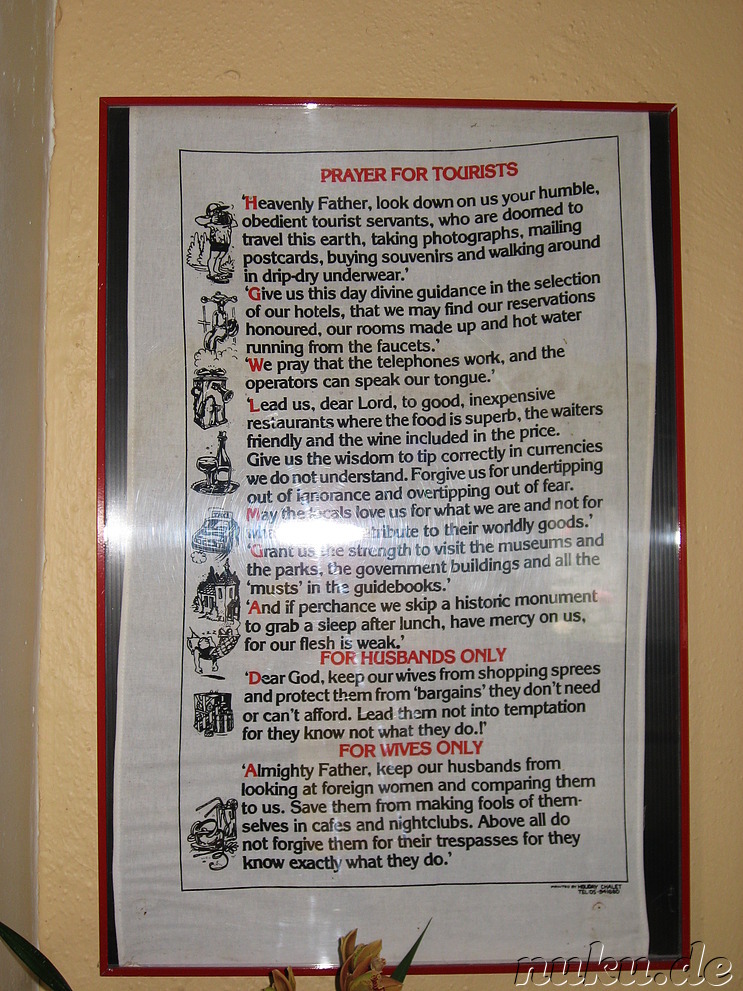 PRAYER FOR TOURISTS
'Heavenly Father, look down on us your humble,
obedient tourist servants, who are doomed to
travel this earth, taking photographs, mailing
postcards, buying souvenirs and walking around
in drip-dry underwear.'
'Give us this day divine guidance in the selection
of our hotels, that we may find our reservations
honoured, our rooms made up and hot water
running from the faucets.'
'We pray that the telephones work, and the
operators can speak our tongue.'
'Lead us, dear Lord, to good, inexpensive
restaurants where the food is superb, the waiters
friendly and the wine included in the price.
Give us the wisdom to tip correctly in currencies
we do not understand. Forgive us for undertipping
out of ignorance and overtipping out of fear.
May the locals love us for what we are and not for
to their worldly goods.'
'Grant us the strength to visit the museums and
the parks, the government buildings and all the
'musts' in the guidebooks.'
'And if perchance we skip a historic monument
to grab a sleep after lunch, have mercy on us,
for our flesh is weak.'
FOR HUSBANDS ONLY
'Dear God, keep our wives from shopping sprees
and protect them from 'bargains' they don't need
or can't afford. Lead them not into temptation
for they know not what they do.!'
FOR WIVES ONLY
'Almighty Father, keep our husbands from
looking at foreign women and comparing them
to us. Save them from making fools of them-
selves in cafes and nightclubs. Above all do
not forgive them for their trespasses for they
know exactly what they do.'
PRINTED BY HOLIDAY CHALET
nuku.de